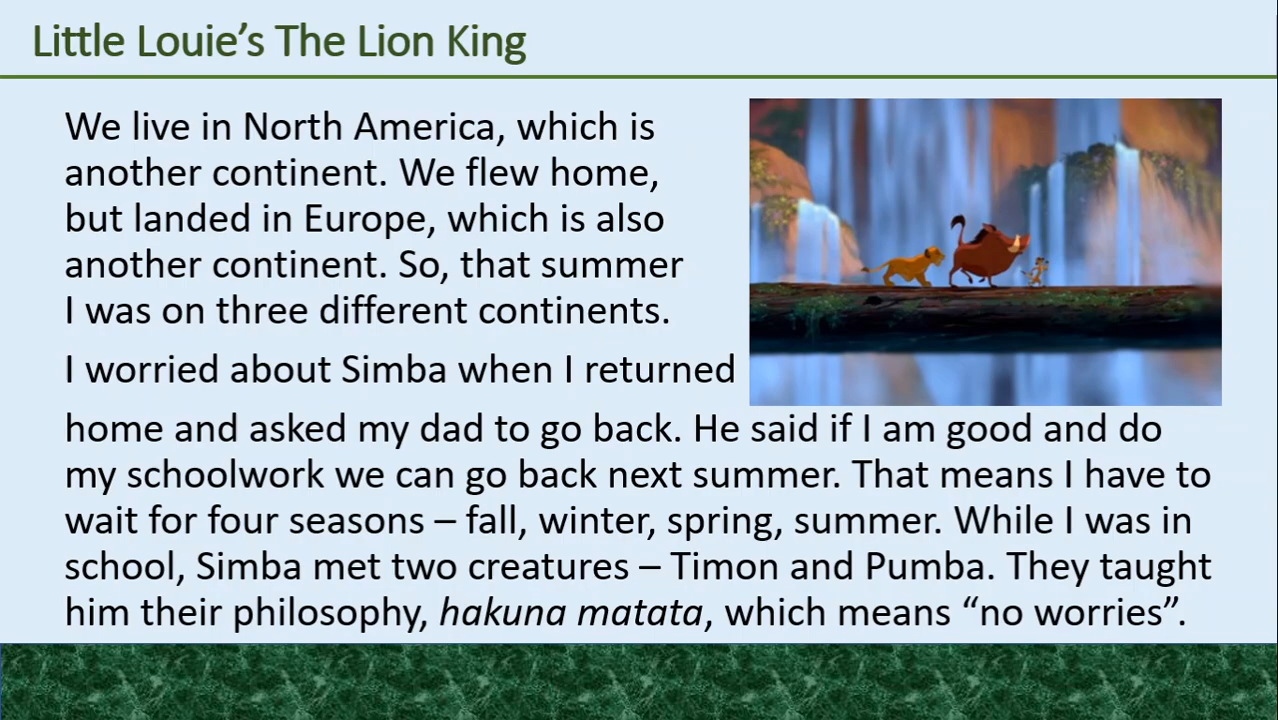 Little Louie's The Lion King
We live in North America, which is
another continent. We flew home,
but landed in Europe, which is also
another continent. So, that summer
I was on three different continents.
I worried about Simba when I returned
home and asked my dad to go back. He said if I am good and do
my schoolwork we can go back next summer. That means I have to
wait for four seasons – fall, winter, spring, summer. While I was in
school, Simba met two creatures – Timon and Pumba. They taught
him their philosophy, hakuna matata, which means “no worries”.